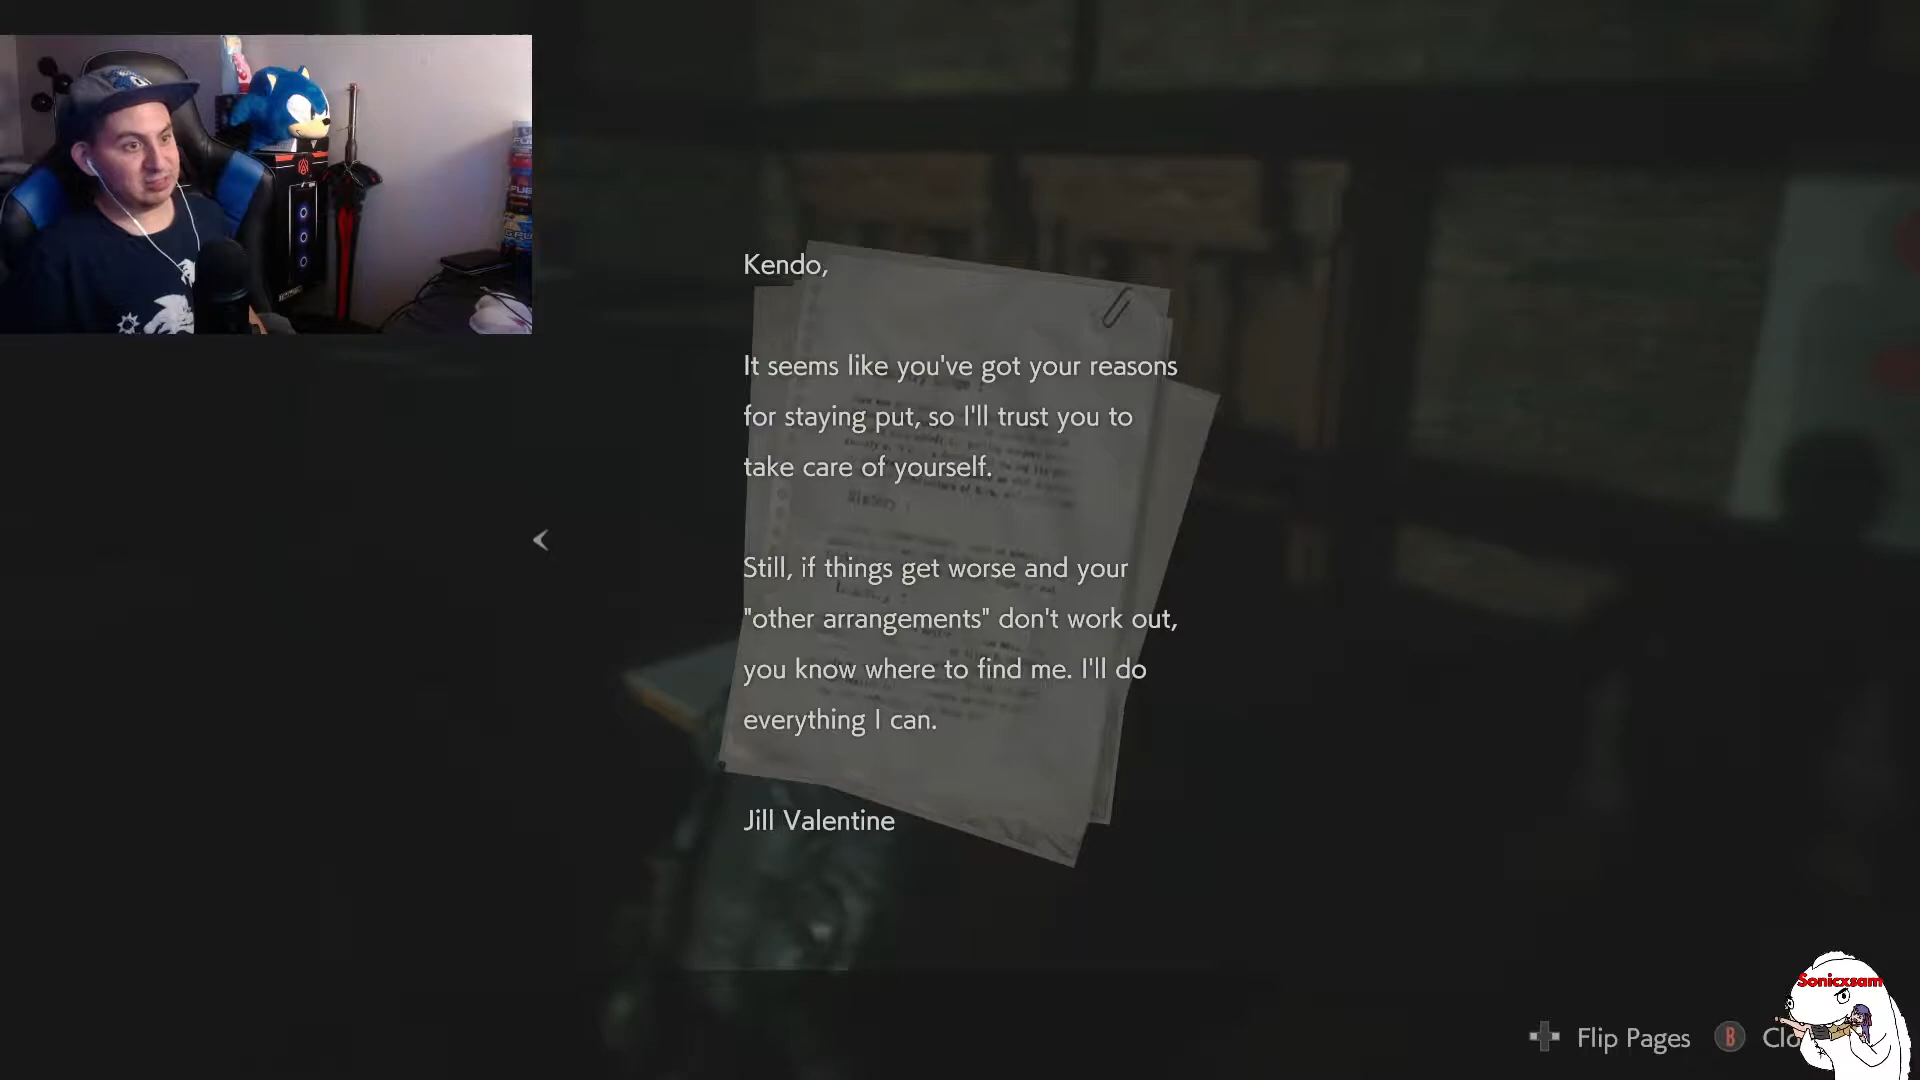 Kendo,
It seems like you've got your reasons
for staying put, so I'll trust you to
take care of yourself.
Still, if things get worse and your
"other arrangements" don't work out,
you know where to find me. I'll do
everything I can.
Jill Valentine
Sonicxsam
Flip Pages
B